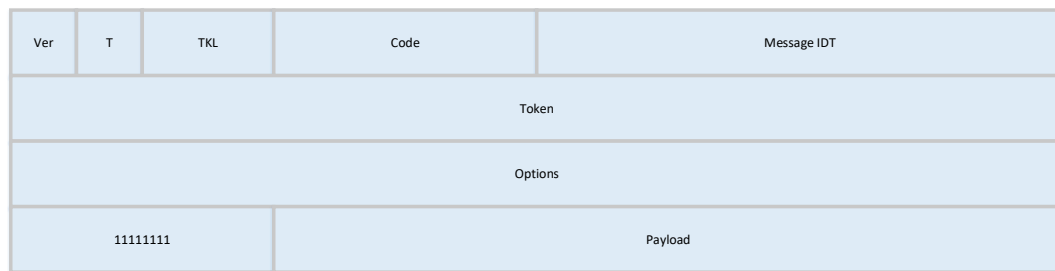 Ver T TKL Code Message IDT
Token
Options
11111111 Payload